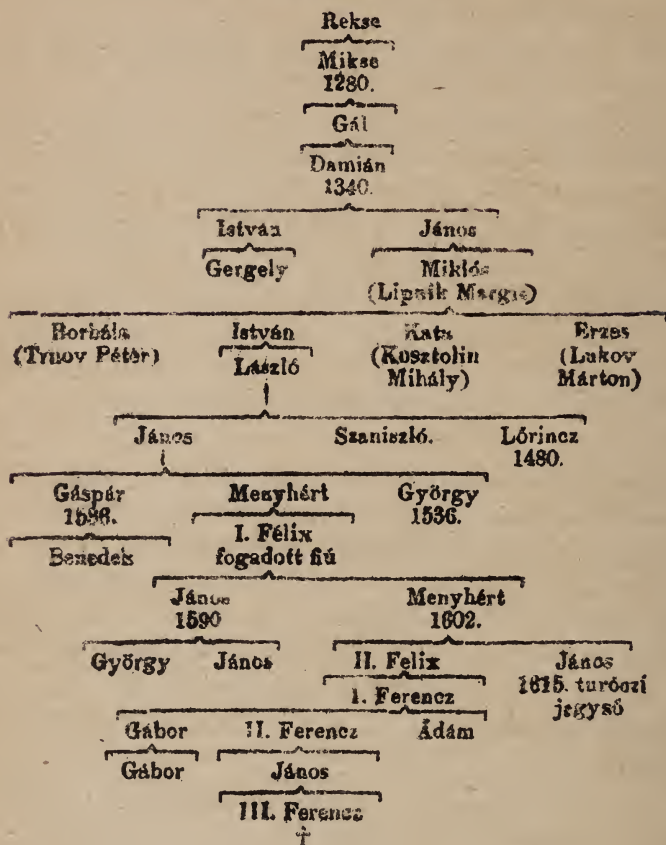 Rekse
Mikse
1280.
Gál
Damián
1340.
István János
Gergely Miklós
(Lipnik Margit)
Borbála István Kata Erzse
(Trnov Péter) László (Kosztolin (Lukov
Mihály) Márton)
János Szaniszló. Lőrincz
1480.
Gáspár Menyhért György
1536. 1536.
Benedek I. Félix
fogadott fiú
János Menyhért
1590 1602.
György János II. Felix János
I. Ferencz 1615. turóczi
jegyső
Gábor II. Ferencz Ádám
Gábor János
III. Ferencz
†